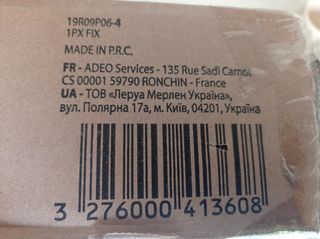 19R09P06-4
1PX FIX
MADE IN P.R.C.
FR - ADEO Services - 135 Rue Sadi Carnot
CS 00001 59790 RONCHIN - France
UA - ТОВ «Леруа Мерлен Україна»,
вул. Полярна 17а, м. Київ, 04201, Україна
3 276000 413608